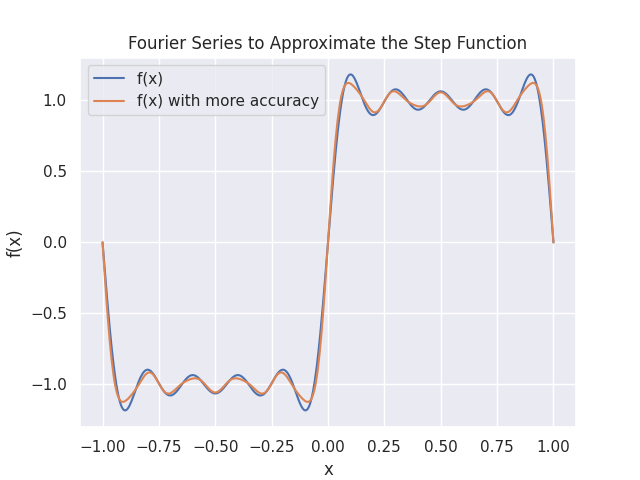 Fourier Series to Approximate the Step Function
f(x)
f(x) with more accuracy
1.0
0.5
0.0
−0.5
−1.0
f(x)
−1.00 −0.75 −0.50 −0.25 0.00 0.25 0.50 0.75 1.00
x